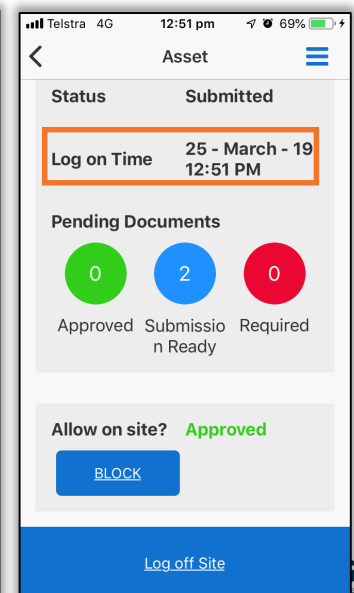 Telstra 4G 12:51 pm 69%
Asset
Status Submitted
Log on Time 25 - March - 19
12:51 PM
Pending Documents
0 2 0
Approved Submissio Required
n Ready
Allow on site? Approved
BLOCK
Log off Site